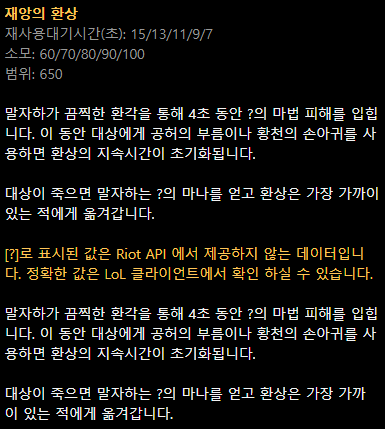 재앙의 환상
재사용대기시간(초): 15/13/11/9/7
소모: 60/70/80/90/100
범위: 650
말자하가 끔찍한 환각을 통해 4초 동안 ?의 마법 피해를 입힙
니다. 이 동안 대상에게 공허의 부름이나 황천의 손아귀를 사
용하면 환상의 지속시간이 초기화됩니다.
대상이 죽으면 말자하는 ?의 마나를 얻고 환상은 가장 가까이
있는 적에게 옮겨갑니다.
[?]로 표시된 값은 Riot API 에서 제공하지 않는 데이터입니
다. 정확한 값은 LoL 클라이언트에서 확인 하실 수 있습니다.
말자하가 끔찍한 환각을 통해 4초 동안 ?의 마법 피해를 입힙
니다. 이 동안 대상에게 공허의 부름이나 황천의 손아귀를 사
용하면 환상의 지속시간이 초기화됩니다.
대상이 죽으면 말자하는 ?의 마나를 얻고 환상은 가장 가까
이 있는 적에게 옮겨갑니다.